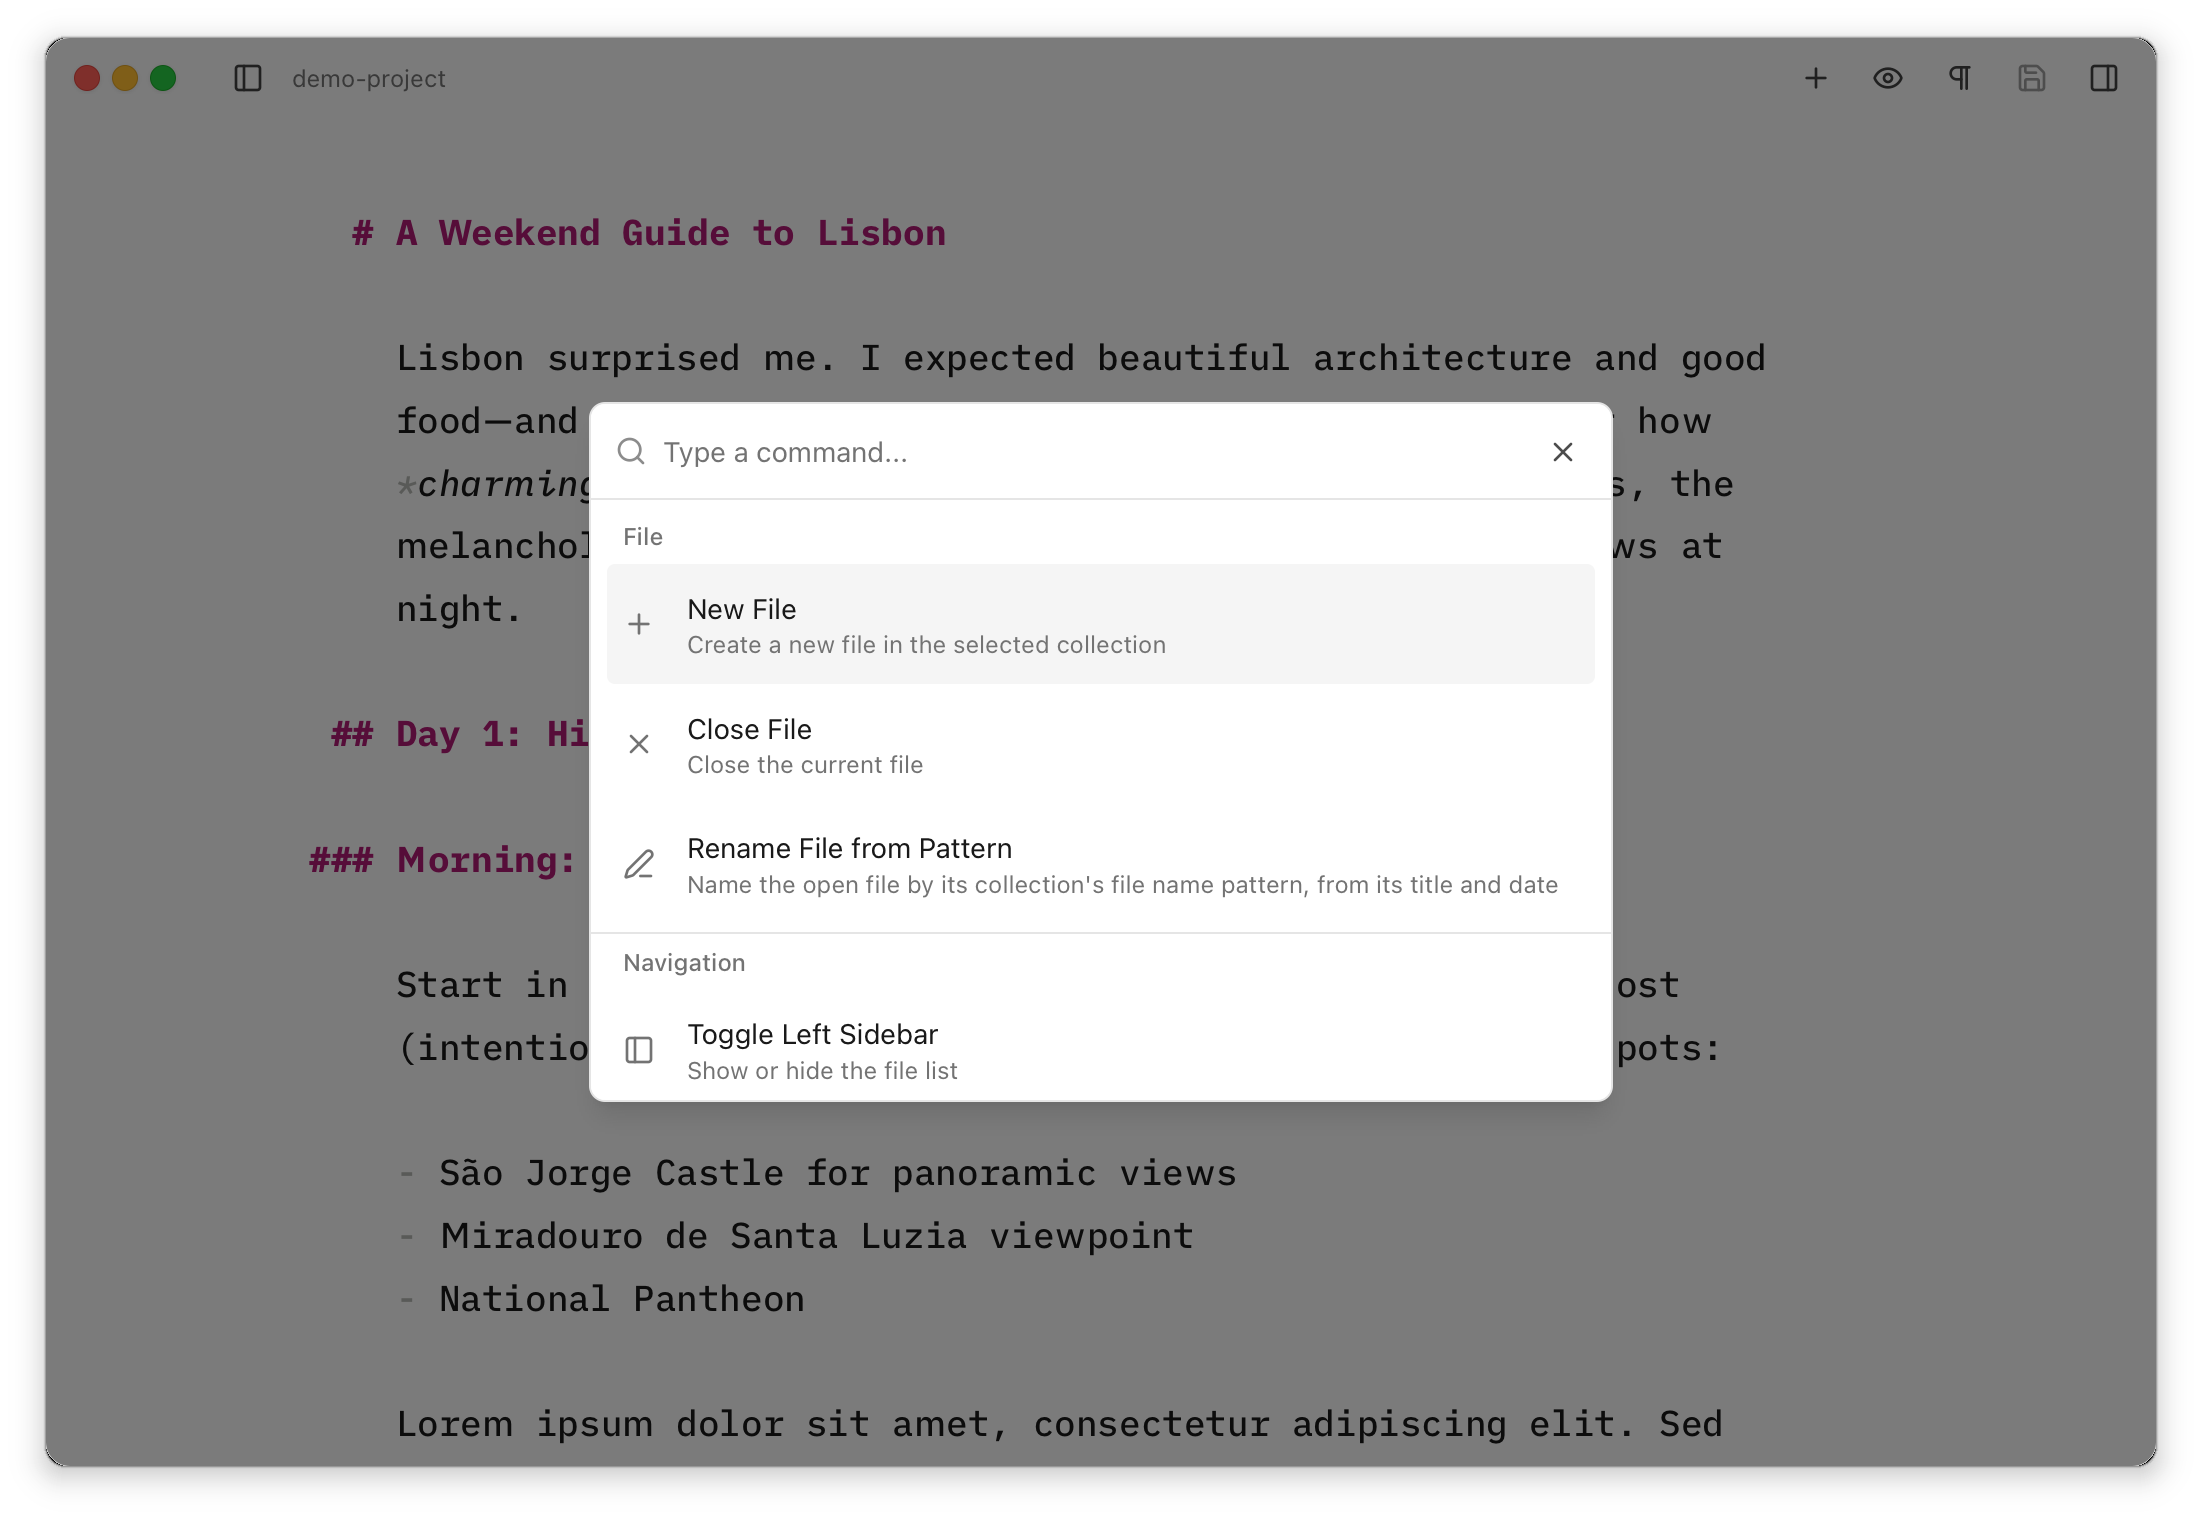 demo-project
# A Weekend Guide to Lisbon
Lisbon surprised me. I expected beautiful architecture and good
food—and how
*charming s, the
melanchol ws at
night.
## Day 1: Hi
### Morning:
Start in ost
(intentio pots:
- São Jorge Castle for panoramic views
- Miradouro de Santa Luzia viewpoint
- National Pantheon
Lorem ipsum dolor sit amet, consectetur adipiscing elit. Sed
Type a command...
File
New File
Create a new file in the selected collection
Close File
Close the current file
Rename File from Pattern
Name the open file by its collection's file name pattern, from its title and date
Navigation
Toggle Left Sidebar
Show or hide the file list